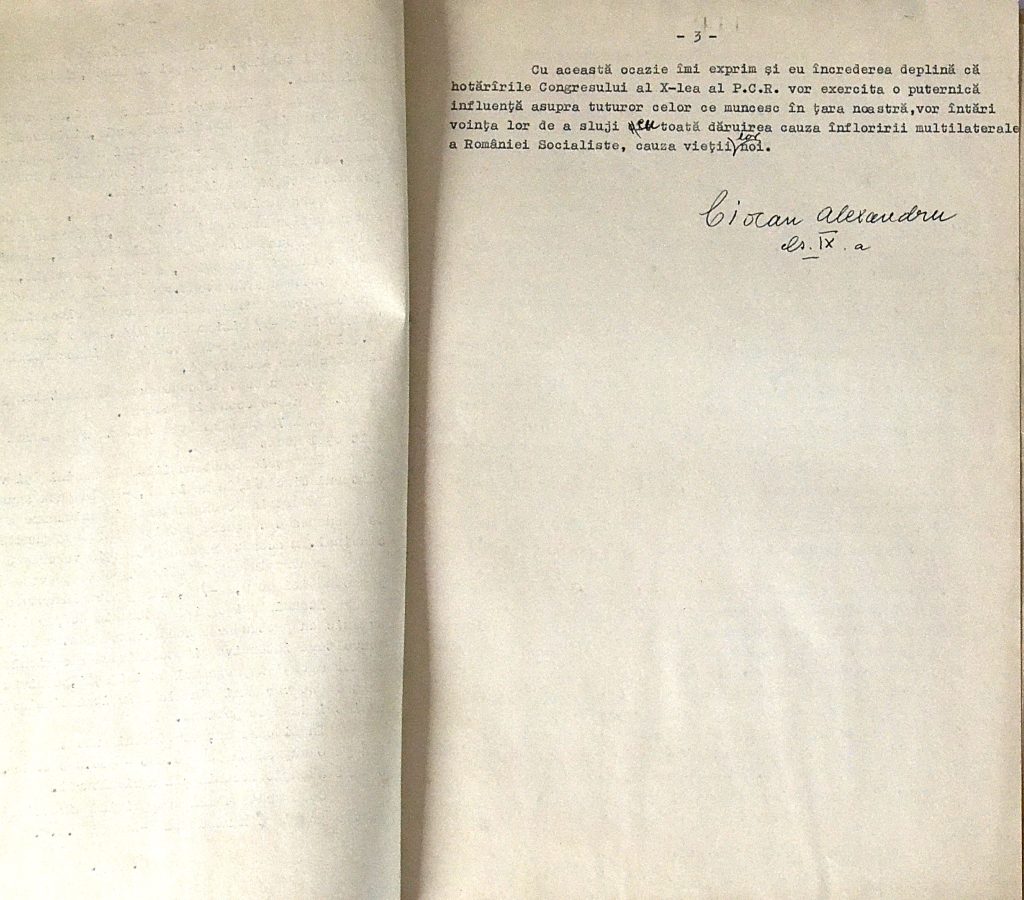 - 3 -
Cu această ocazie îmi exprim şi eu încrederea deplină că
hotărîrile Congresului al X-lea al P.C.R. vor exercita o puternică
influenţă asupra tuturor celor ce muncesc în ţara noastră,vor întări
voinţa lor de a sluji cu toată dăruirea cauza înfloririi multilaterale
a României Socialiste, cauza vieţii lor noi.
Ciocan Alexandru
cls. IX. a